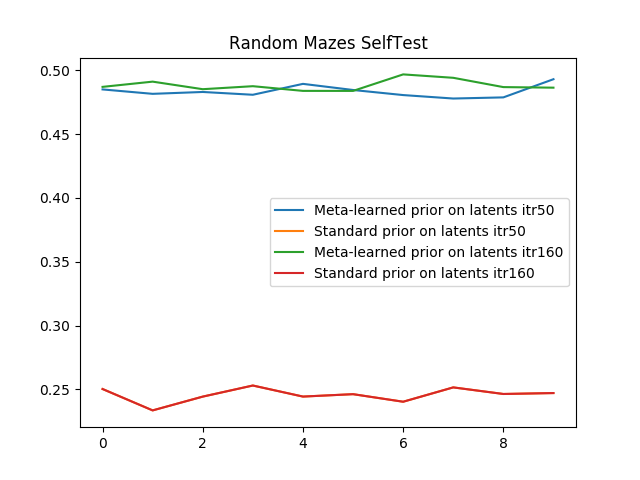 Random Mazes SelfTest
0.50
0.45
0.40
0.35
0.30
0.25
Meta-learned prior on latents itr50
Standard prior on latents itr50
Meta-learned prior on latents itr160
Standard prior on latents itr160
0 2 4 6 8